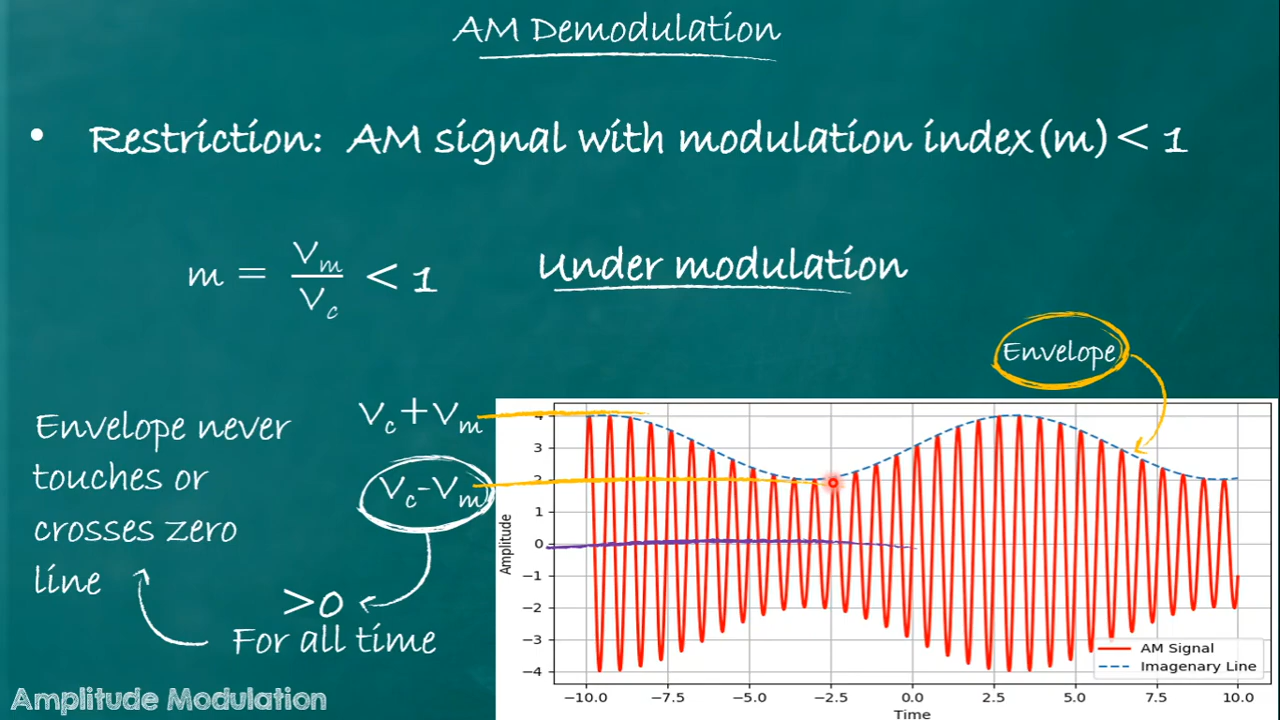 AM Demodulation
• Restriction: AM signal with modulation index(m) < 1
m = Vm/Vc < 1
Under modulation
Envelope
Vc+Vm
Vc-Vm
Envelope never
touches or
crosses zero
line
>0
For all time
4
3
2
1
0
−1
−2
−3
−4
Amplitude
AM Signal
Imagenary Line
−10.0 −7.5 −5.0 −2.5 0.0 2.5 5.0 7.5 10.0
Time
Amplitude Modulation